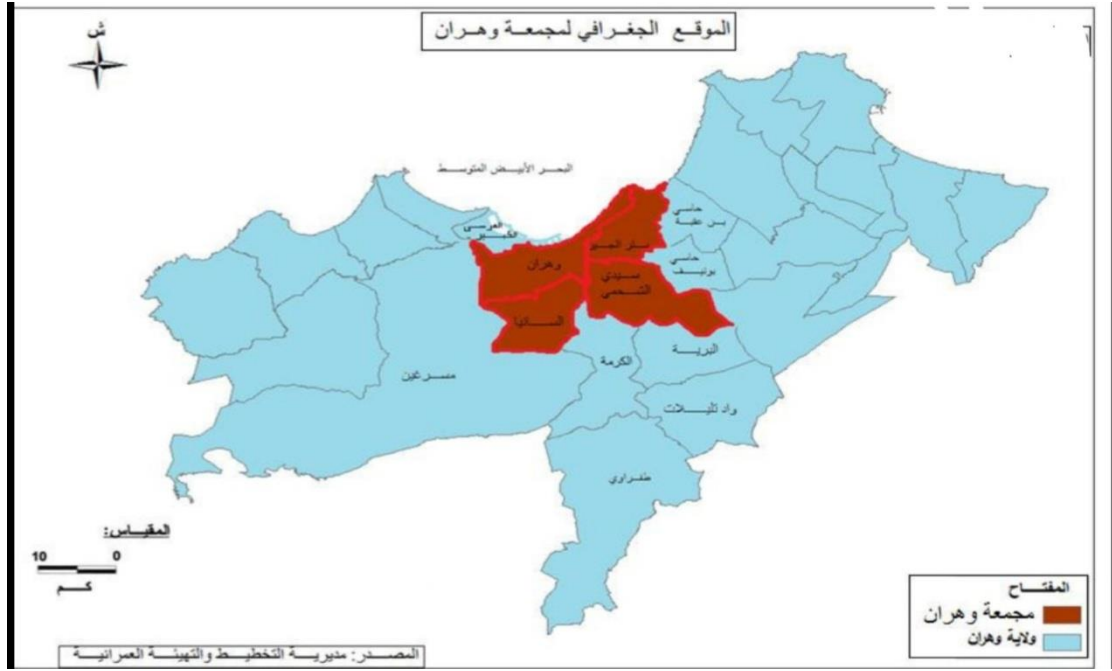 الموقع الجغرافي لمجمعة وهران
ش
البحر الأبيض المتوسط
المرسى
الكبير
وهران
بئر الجير
حاسي
بن عقبة
حاسي
بونيف
سيدي
الشحمي
السانيا
الكرمة
البرية
مسرغين
واد تليلات
طفراوي
المقياس:
10 0
كم
المفتاح
مجمعة وهران
ولاية وهران
المصدر: مديرية التخطيط والتهيئة العمرانية